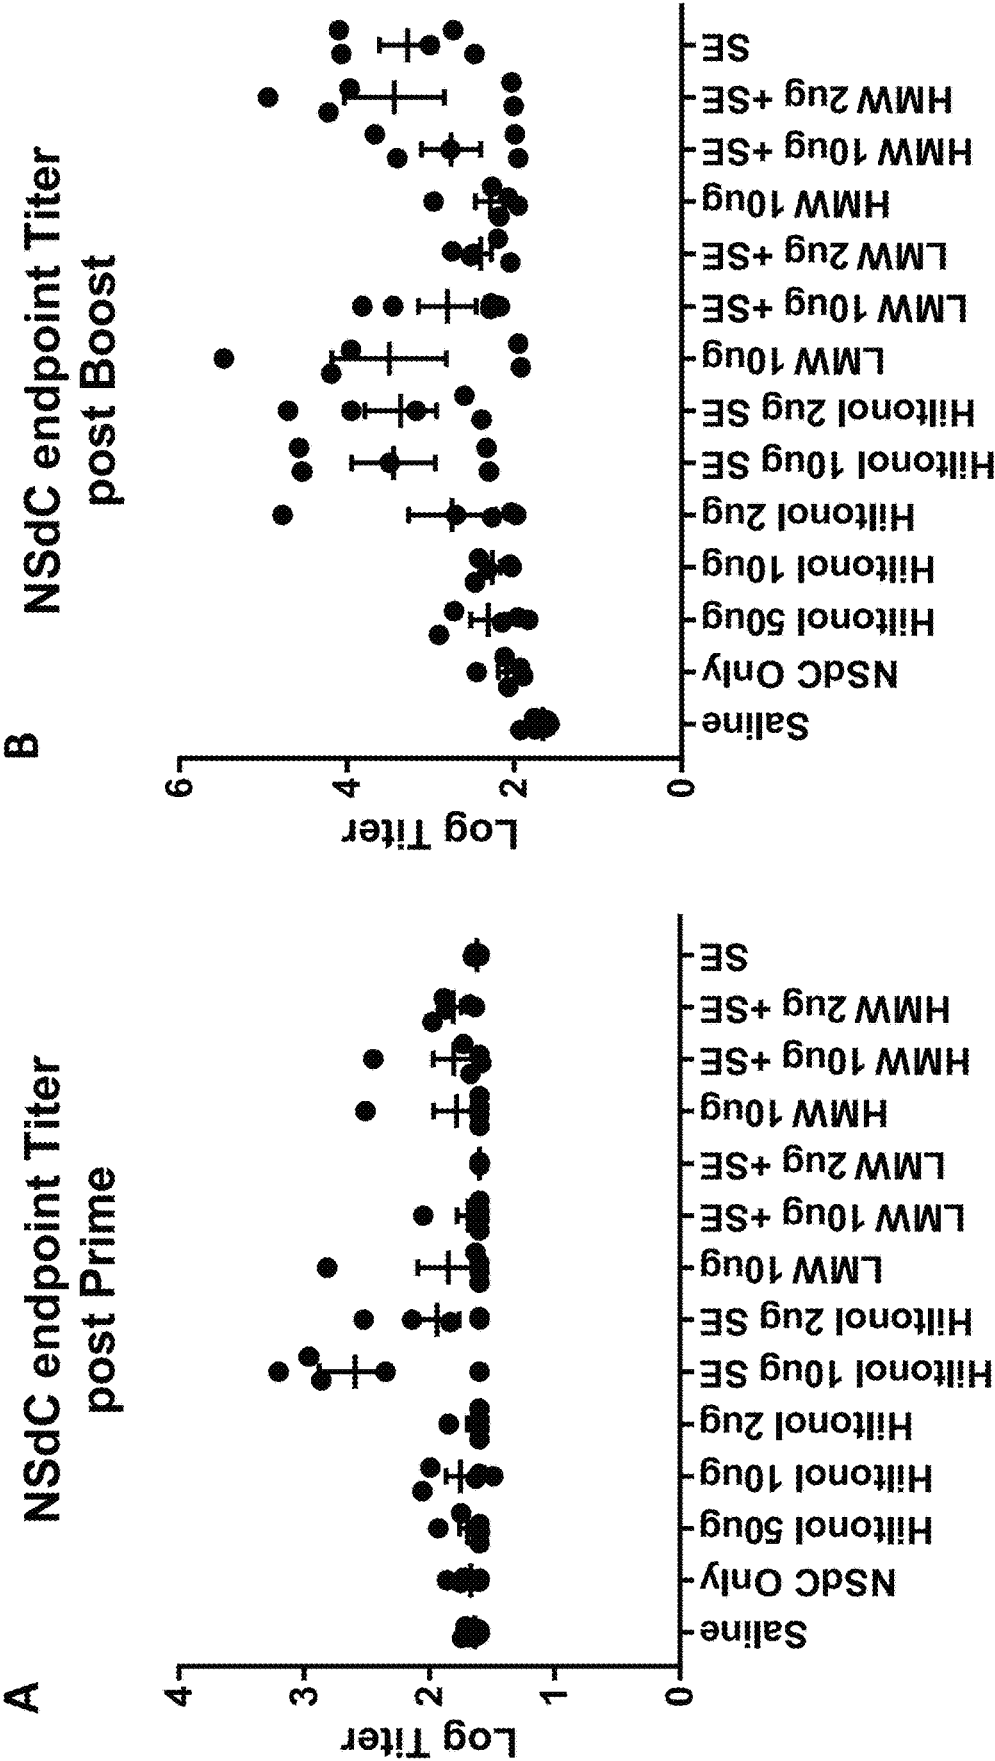 A
NSdC endpoint Titer
post Prime
Log Titer
4
3
2
1
0
Saline
NSdC Only
Hiltonol 50ug
Hiltonol 10ug
Hiltonol 2ug
Hiltonol 10ug SE
Hiltonol 2ug SE
LMW 10ug
LMW 10ug +SE
LMW 2ug +SE
HMW 10ug
HMW 10ug +SE
HMW 2ug +SE
SE
B
NSdC endpoint Titer
post Boost
Log Titer
6
4
2
0
Saline
NSdC Only
Hiltonol 50ug
Hiltonol 10ug
Hiltonol 2ug
Hiltonol 10ug SE
Hiltonol 2ug SE
LMW 10ug
LMW 10ug +SE
LMW 2ug +SE
HMW 10ug
HMW 10ug +SE
HMW 2ug +SE
SE